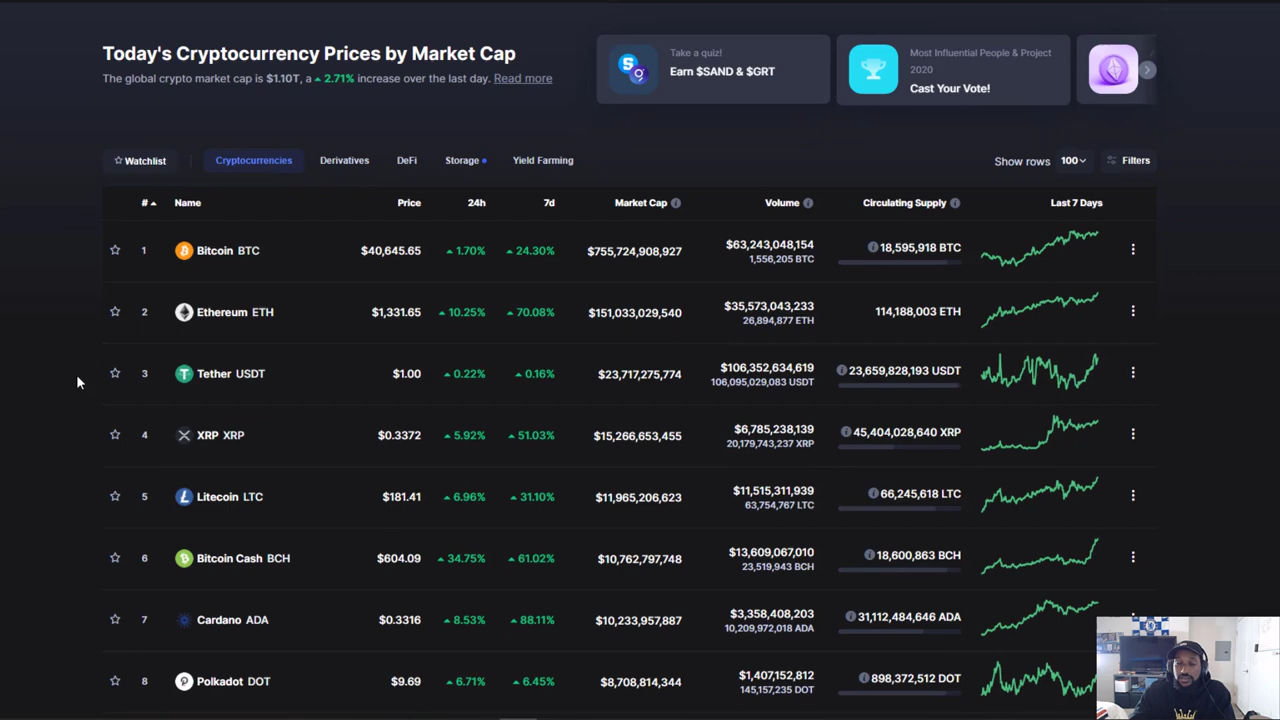 Today's Cryptocurrency Prices by Market Cap
The global crypto market cap is $1.10T, a 2.71% increase over the last day. Read more
Take a quiz!
Earn $SAND & $GRT
Most Influential People & Project
2020
Cast Your Vote!
Watchlist Cryptocurrencies Derivatives DeFi Storage Yield Farming Show rows 100 Filters
# Name Price 24h 7d Market Cap Volume Circulating Supply Last 7 Days
1 Bitcoin BTC $40,645.65 1.70% 24.30% $755,724,908,927 $63,243,048,154 18,595,918 BTC
1,556,205 BTC
2 Ethereum ETH $1,331.65 10.25% 70.08% $151,033,029,540 $35,573,043,233 114,188,003 ETH
26,894,877 ETH
3 Tether USDT $1.00 0.22% 0.16% $23,717,275,774 $106,352,634,619 23,659,828,193 USDT
106,095,029,083 USDT
4 XRP XRP $0.3372 5.92% 51.03% $15,266,653,455 $6,785,238,139 45,404,028,640 XRP
20,179,743,237 XRP
5 Litecoin LTC $181.41 6.96% 31.10% $11,965,206,623 $11,515,311,939 66,245,618 LTC
63,754,767 LTC
6 Bitcoin Cash BCH $604.09 34.75% 61.02% $10,762,797,748 $13,609,067,010 18,600,863 BCH
23,519,943 BCH
7 Cardano ADA $0.3316 8.53% 88.11% $10,233,957,887 $3,358,408,203 31,112,484,646 ADA
10,209,972,018 ADA
8 Polkadot DOT $9.69 6.71% 6.45% $8,708,814,344 $1,407,152,812 898,372,512 DOT
145,157,235 DOT